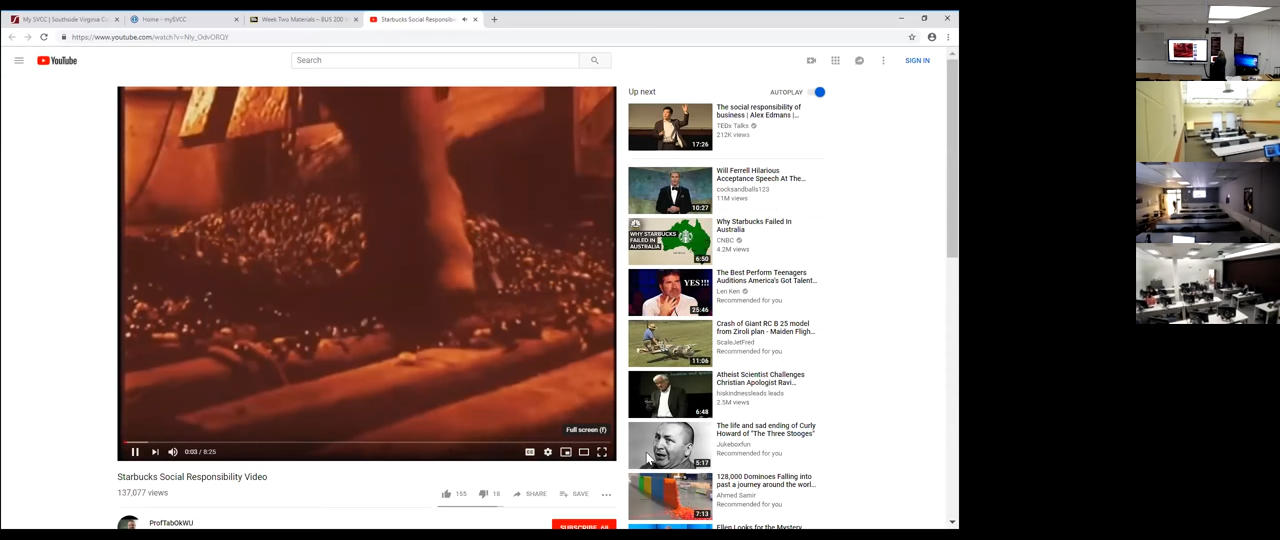 My SVCC | Southside Virginia Co
Home - mySVCC
Week Two Materials – BUS 200
Starbucks Social Responsib
https://www.youtube.com/watch?v=NIy_OdvORQY
YouTube
Search
SIGN IN
Up next
AUTOPLAY
The social responsibility of
business | Alex Edmans |...
TEDx Talks
212K views
17:26
Will Ferrell Hilarious
Acceptance Speech At The...
cocksandballs123
11M views
10:27
WHY STARBUCKS
FAILED IN
AUSTRALIA
6:50
Why Starbucks Failed In
Australia
CNBC
4.2M views
YES!!!
25:46
The Best Perform Teenagers
Auditions America's Got Talent...
Len Ken
Recommended for you
11:06
Crash of Giant RC B 25 model
from Ziroli plan - Maiden Fligh...
ScaleJetFred
Recommended for you
6:48
Atheist Scientist Challenges
Christian Apologist Ravi...
hiskindnessleads leads
2.5M views
5:17
The life and sad ending of Curly
Howard of "The Three Stooges"
Jukeboxfun
Recommended for you
7:13
128,000 Dominoes Falling into
past a journey around the worl...
Ahmed Samir
Recommended for you
Ellen Looks for the Mystery
Full screen (f)
0:03 / 8:25
Starbucks Social Responsibility Video
137,077 views
155
18
SHARE
SAVE
ProfTabOkWU
SUBSCRIBE 68